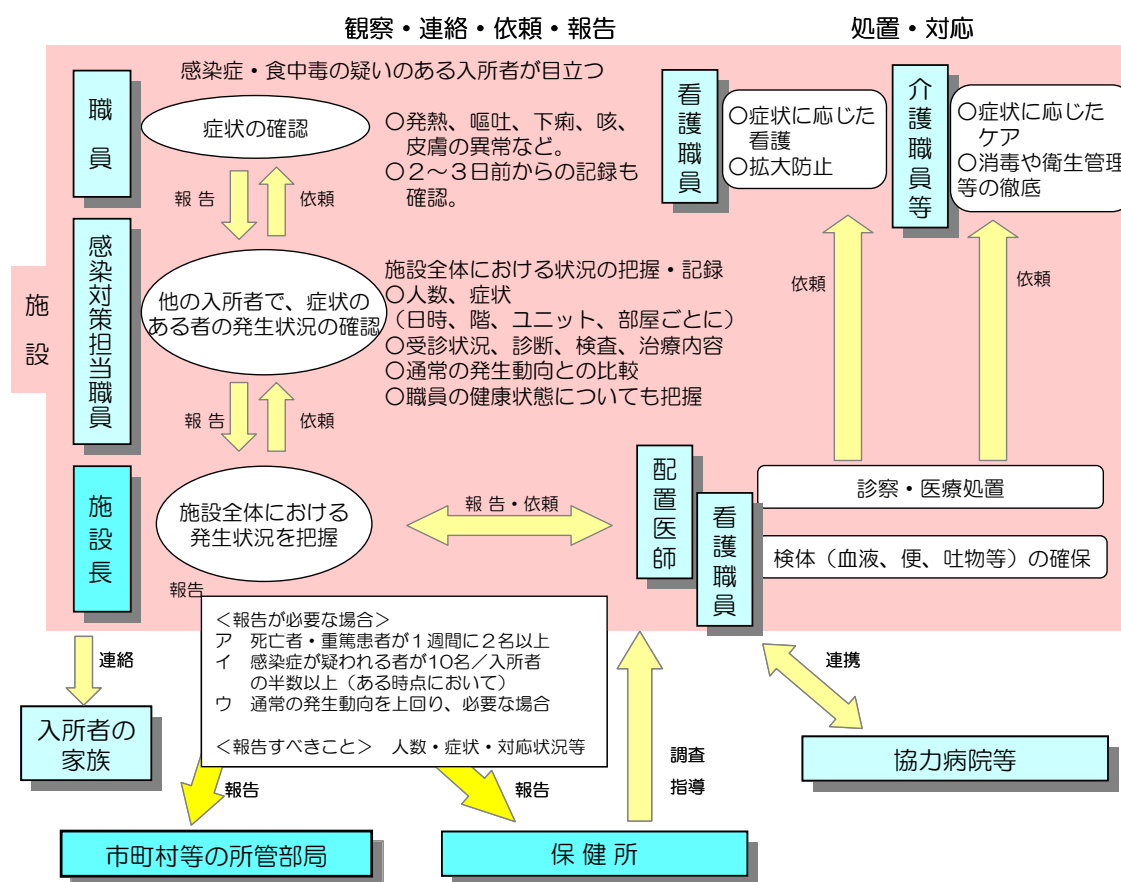 観察・連絡・依頼・報告
処置・対応
施設
職員
感染症・食中毒の疑いのある入所者が目立つ
症状の確認
〇発熱、嘔吐、下痢、咳、
皮膚の異常など。
〇２～３日前からの記録も
確認。
報告
依頼
看護職員
〇症状に応じた
看護
〇拡大防止
介護職員等
〇症状に応じた
ケア
〇消毒や衛生管理
等の徹底
感染対策担当職員
他の入所者で、症状の
ある者の発生状況の確認
施設全体における状況の把握・記録
〇人数、症状
（日時、階、ユニット、部屋ごとに）
〇受診状況、診断、検査、治療内容
〇通常の発生動向との比較
〇職員の健康状態についても把握
依頼
依頼
報告
依頼
施設長
施設全体における
発生状況を把握
報告・依頼
配置医師
看護職員
診察・医療処置
検体（血液、便、吐物等）の確保
報告
＜報告が必要な場合＞
ア　死亡者・重篤患者が１週間に２名以上
イ　感染症が疑われる者が10名／入所者
の半数以上（ある時点において）
ウ　通常の発生動向を上回り、必要な場合
＜報告すべきこと＞　人数・症状・対応状況等
連絡
入所者の
家族
報告
報告
調査
指導
連携
協力病院等
市町村等の所管部局
保健所